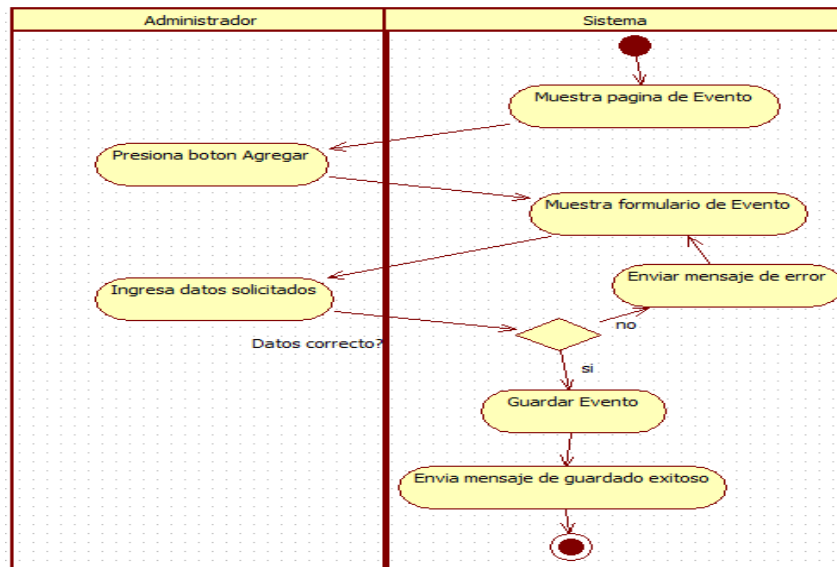 Administrador
Sistema
Muestra pagina de Evento
Presiona boton Agregar
Muestra formulario de Evento
Enviar mensaje de error
Ingresa datos solicitados
no
Datos correcto?
si
Guardar Evento
Envia mensaje de guardado exitoso